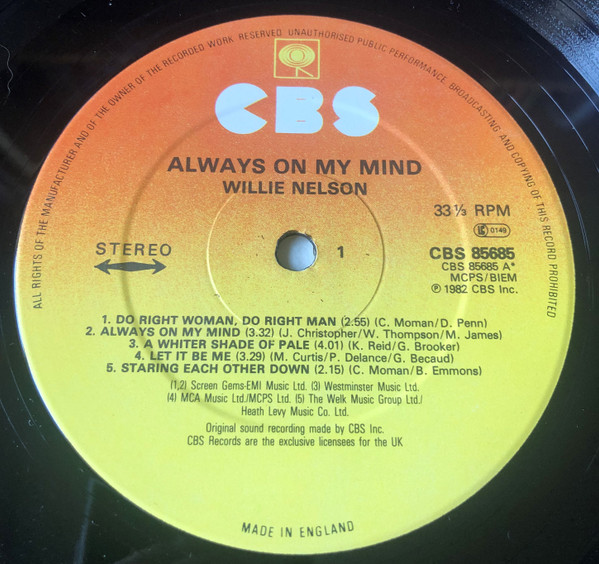 ALL RIGHTS OF THE MANUFACTURER AND OF THE OWNER OF THE RECORDED WORK RESERVED. UNAUTHORISED PUBLIC PERFORMANCE, BROADCASTING AND COPYING OF THIS RECORD PROHIBITED
CBS
ALWAYS ON MY MIND
WILLIE NELSON
33 ⅓ RPM
LC 0149
STEREO
1
CBS 85685
CBS 85685 A*
MCPS/BIEM
℗ 1982 CBS Inc.
1. DO RIGHT WOMAN, DO RIGHT MAN (2:55) (C. Moman/D. Penn)
2. ALWAYS ON MY MIND (3.32) (J. Christopher/W. Thompson/M. James)
3. A WHITER SHADE OF PALE (4.01) (K. Reid/G. Brooker)
4. LET IT BE ME (3.29) (M. Curtis/P. Delance/G. Becaud)
5. STARING EACH OTHER DOWN (2.15) (C. Moman/B. Emmons)
(1,2) Screen Gems-EMI Music Ltd. (3) Westminster Music Ltd.
(4) MCA Music Ltd./MCPS Ltd. (5) The Welk Music Group Ltd./
Heath Levy Music Co. Ltd.
Original sound recording made by CBS Inc.
CBS Records are the exclusive licensees for the UK
MADE IN ENGLAND